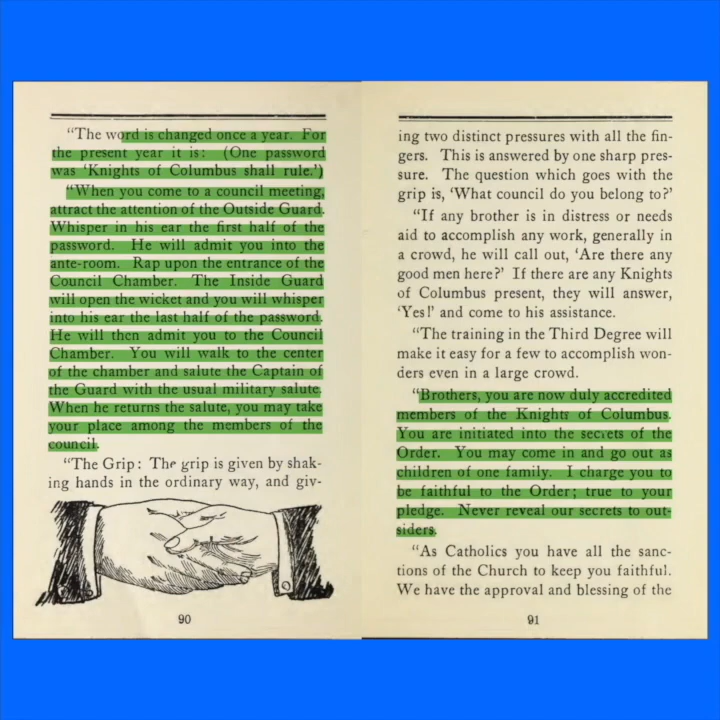 “The word is changed once a year. For
the present year it is: (One password
was ‘Knights of Columbus shall rule.’)
“When you come to a council meeting,
attract the attention of the Outside Guard.
Whisper in his ear the first half of the
password. He will admit you into the
ante-room. Rap upon the entrance of the
Council Chamber. The Inside Guard
will open the wicket and you will whisper
into his ear the last half of the password.
He will then admit you to the Council
Chamber. You will walk to the center
of the chamber and salute the Captain of
the Guard with the usual military salute.
When he returns the salute, you may take
your place among the members of the
council.
“The Grip: The grip is given by shak-
ing hands in the ordinary way, and giv-
90
ing two distinct pressures with all the fin-
gers. This is answered by one sharp pres-
sure. The question which goes with the
grip is, ‘What council do you belong to?’
“If any brother is in distress or needs
aid to accomplish any work, generally in
a crowd, he will call out, ‘Are there any
good men here?’ If there are any Knights
of Columbus present, they will answer,
‘Yes!’ and come to his assistance.
“The training in the Third Degree will
make it easy for a few to accomplish won-
ders even in a large crowd.
“Brothers, you are now duly accredited
members of the Knights of Columbus.
You are initiated into the secrets of the
Order. You may come in and go out as
children of one family. I charge you to
be faithful to the Order; true to your
pledge. Never reveal our secrets to out-
siders.
“As Catholics you have all the sanc-
tions of the Church to keep you faithful.
We have the approval and blessing of the
91